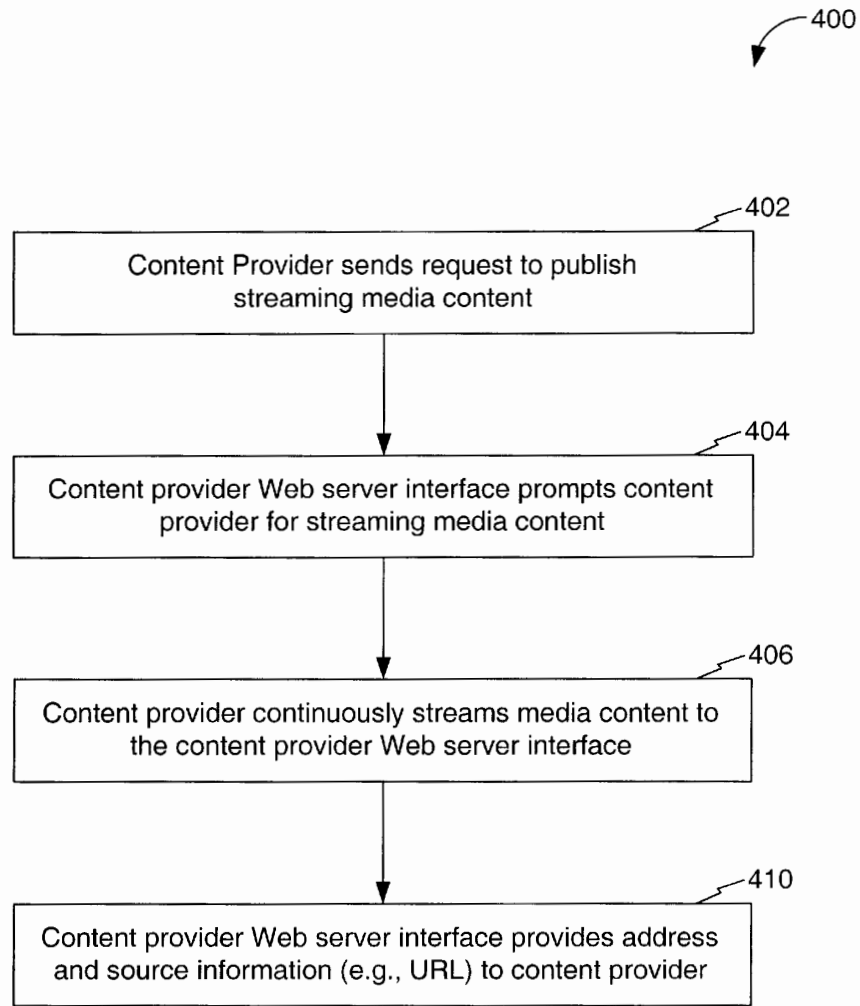 400
402
Content Provider sends request to publish
streaming media content
404
Content provider Web server interface prompts content
provider for streaming media content
406
Content provider continuously streams media content to
the content provider Web server interface
410
Content provider Web server interface provides address
and source information (e.g., URL) to content provider